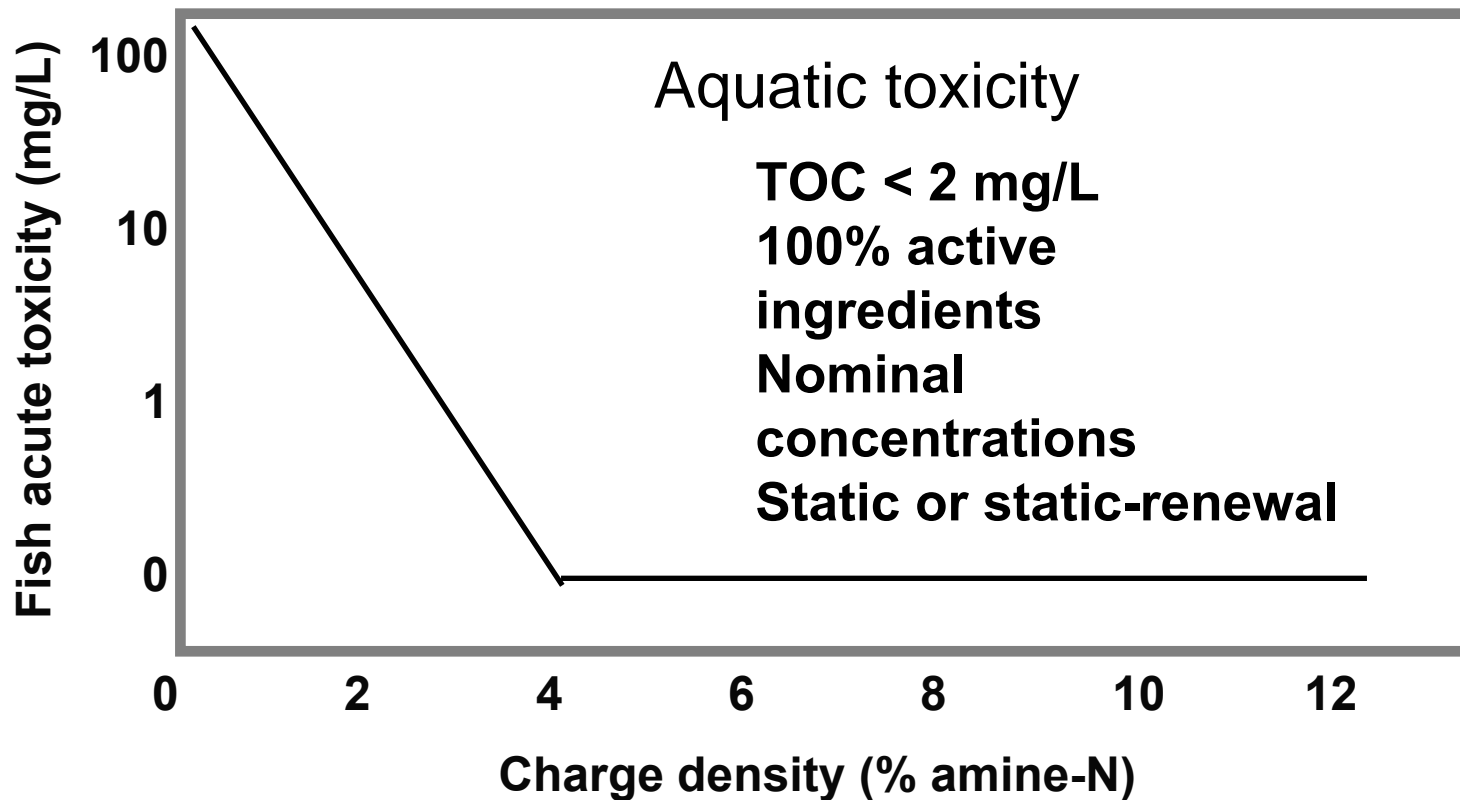 Aquatic toxicity
TOC < 2 mg/L
100% active
ingredients
Nominal
concentrations
Static or static-renewal
Fish acute toxicity (mg/L)
100
10
1
0
0 2 4 6 8 10 12
Charge density (% amine-N)